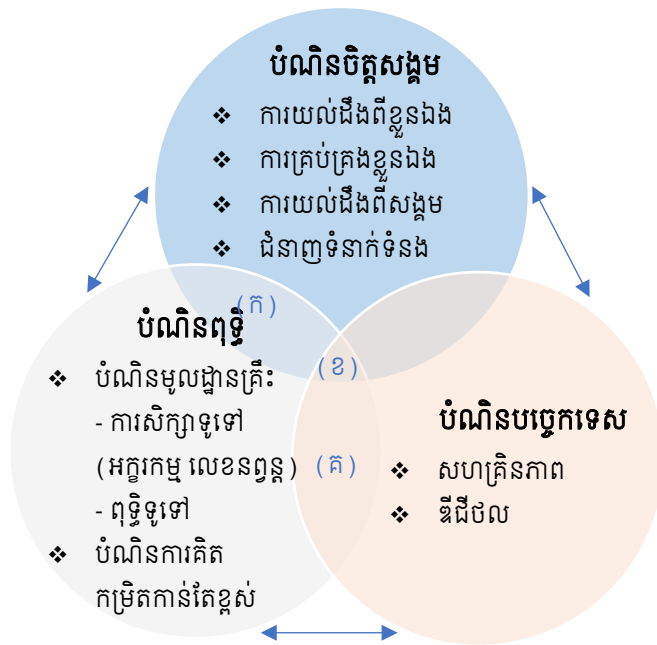 បំណិនចិត្តសង្គម
❖ ការយល់ដឹងពីខ្លួនឯង
❖ ការគ្រប់គ្រងខ្លួនឯង
❖ ការយល់ដឹងពីសង្គម
❖ ជំនាញទំនាក់ទំនង
(ក)
បំណិនពុទ្ធិ
❖ បំណិនមូលដ្ឋានគ្រឹះ
- ការសិក្សាទូទៅ
(អក្ខរកម្ម លេខនព្វន្ត)
- ពុទ្ធិទូទៅ
❖ បំណិនការគិត
កម្រិតកាន់តែខ្ពស់
(ខ)
(គ)
បំណិនបច្ចេកទេស
❖ សហគ្រិនភាព
❖ ឌីជីថល